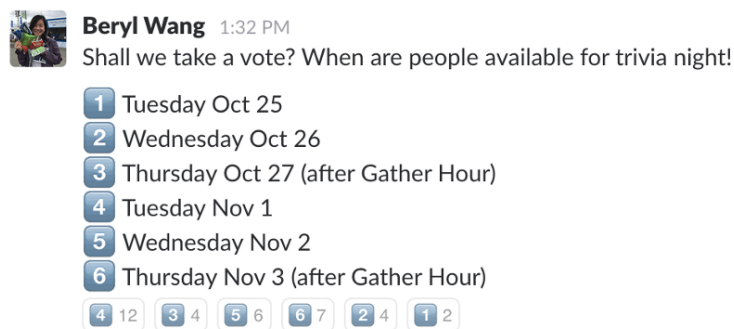 Beryl Wang 1:32 PM
Shall we take a vote? When are people available for trivia night!
1 Tuesday Oct 25
2 Wednesday Oct 26
3 Thursday Oct 27 (after Gather Hour)
4 Tuesday Nov 1
5 Wednesday Nov 2
6 Thursday Nov 3 (after Gather Hour)
4 12 3 4 5 6 6 7 2 4 1 2